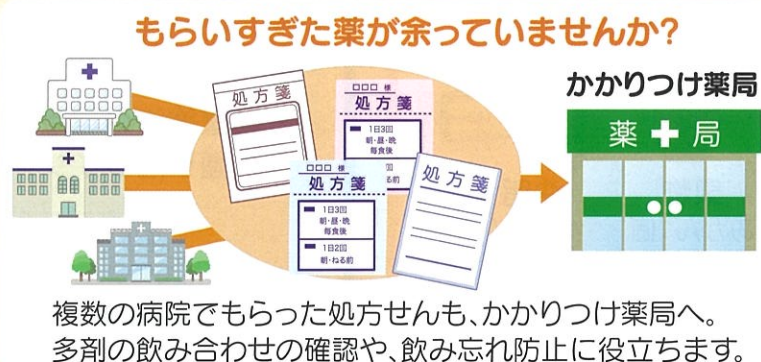 もらいすぎた薬が余っていませんか?
かかりつけ薬局
薬 局
処方箋
□□□ 様
処方箋
1日3回
朝・昼・晩
毎食後
□□□ 様
処方箋
1日3回
朝・昼・晩
毎食後
1日2回
朝・ねる前
処方箋
複数の病院でもらった処方せんも、かかりつけ薬局へ。
多剤の飲み合わせの確認や、飲み忘れ防止に役立ちます。